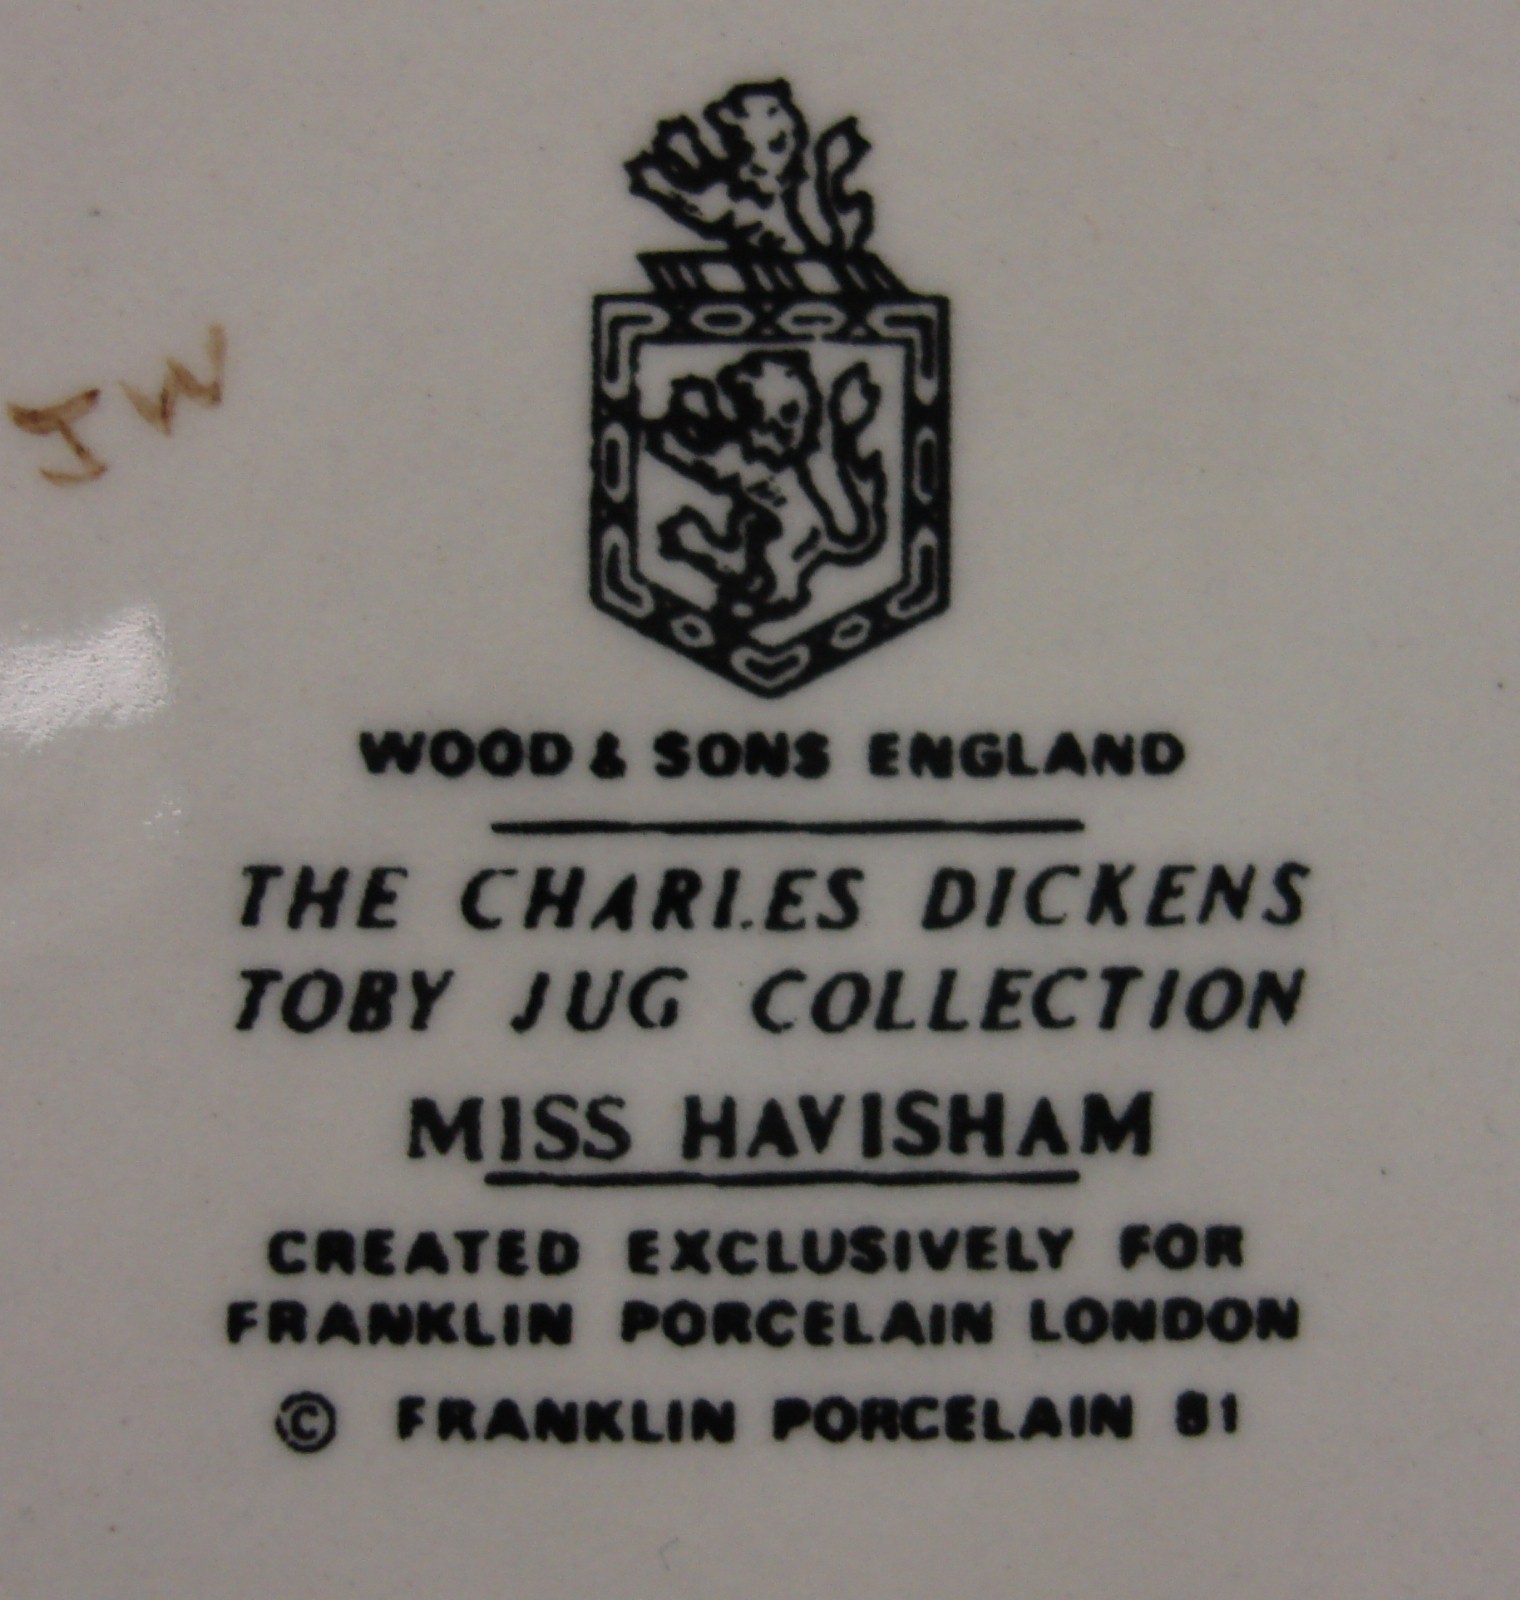 JW
WOOD & SONS ENGLAND
THE CHARLES DICKENS
TOBY JUG COLLECTION
MISS HAVISHAM
CREATED EXCLUSIVELY FOR
FRANKLIN PORCELAIN LONDON
© FRANKLIN PORCELAIN 81